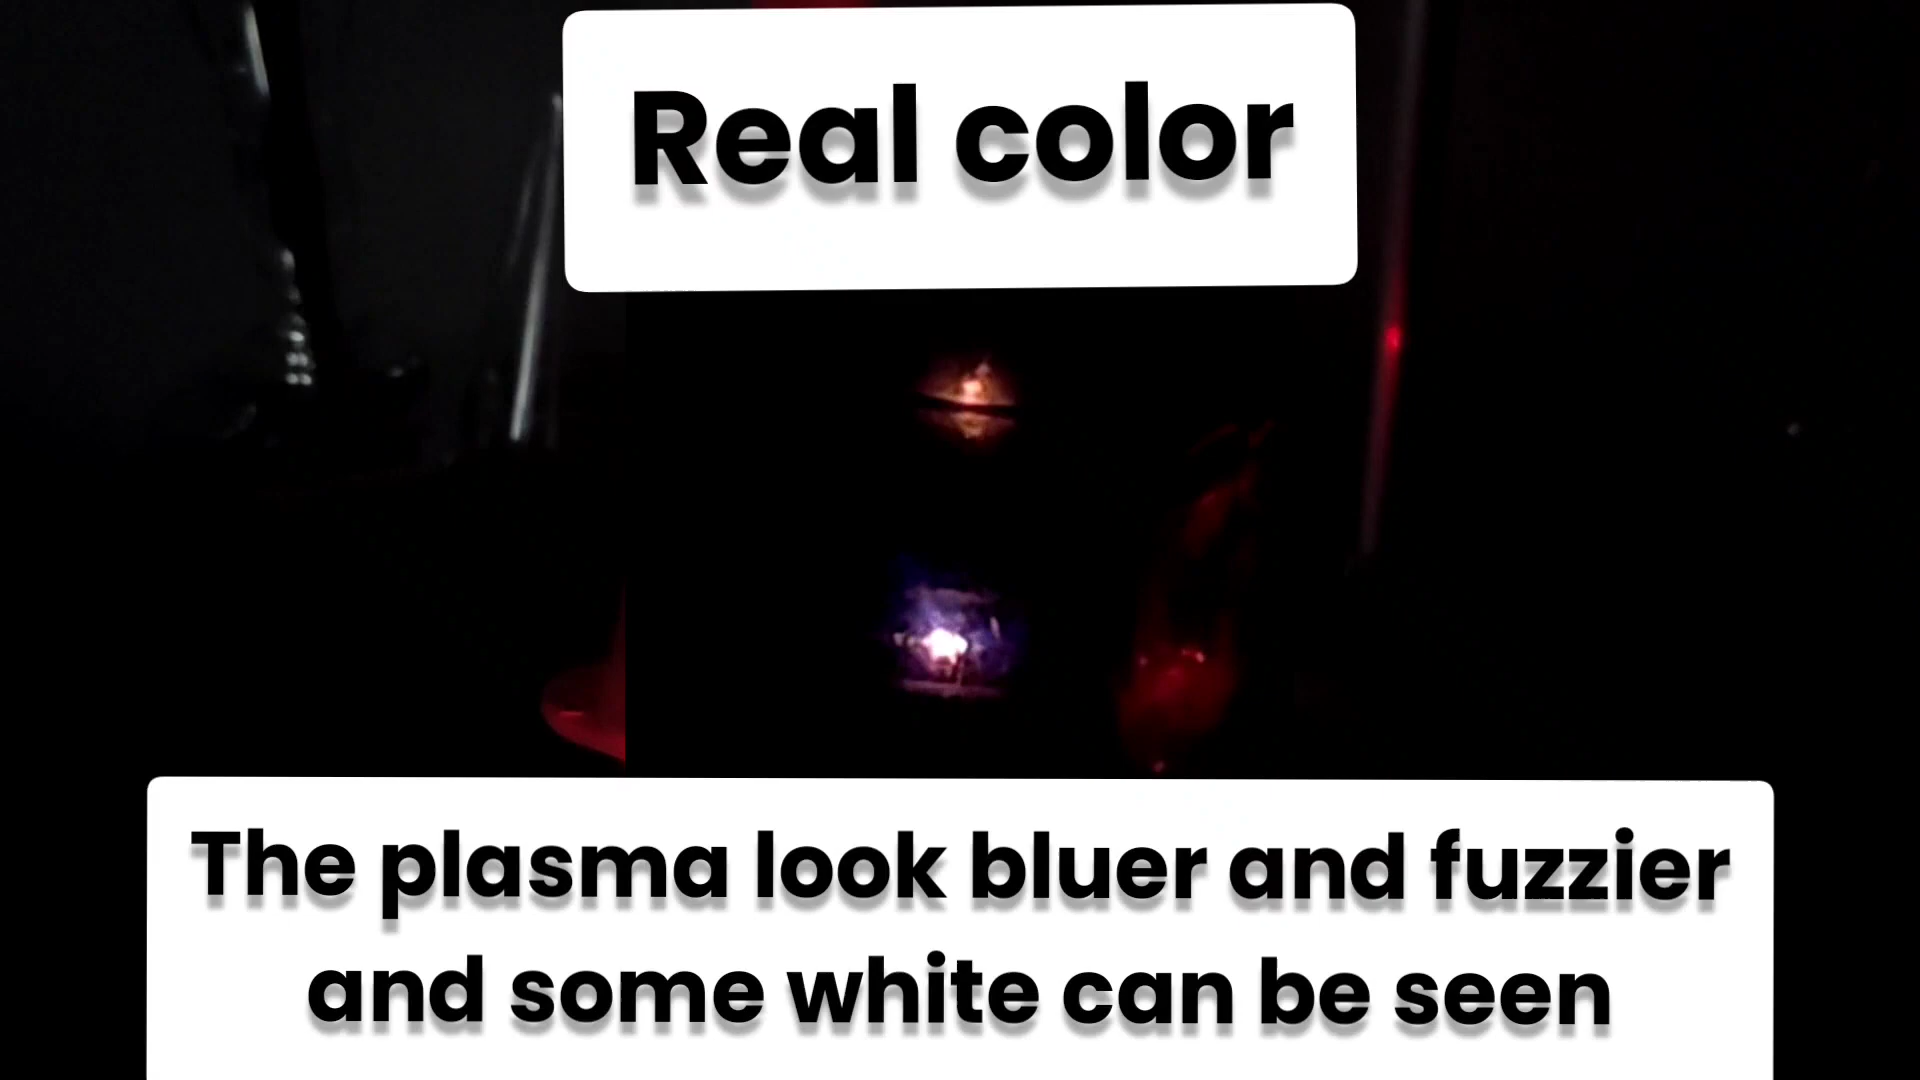 Real color
The plasma look bluer and fuzzier
and some white can be seen